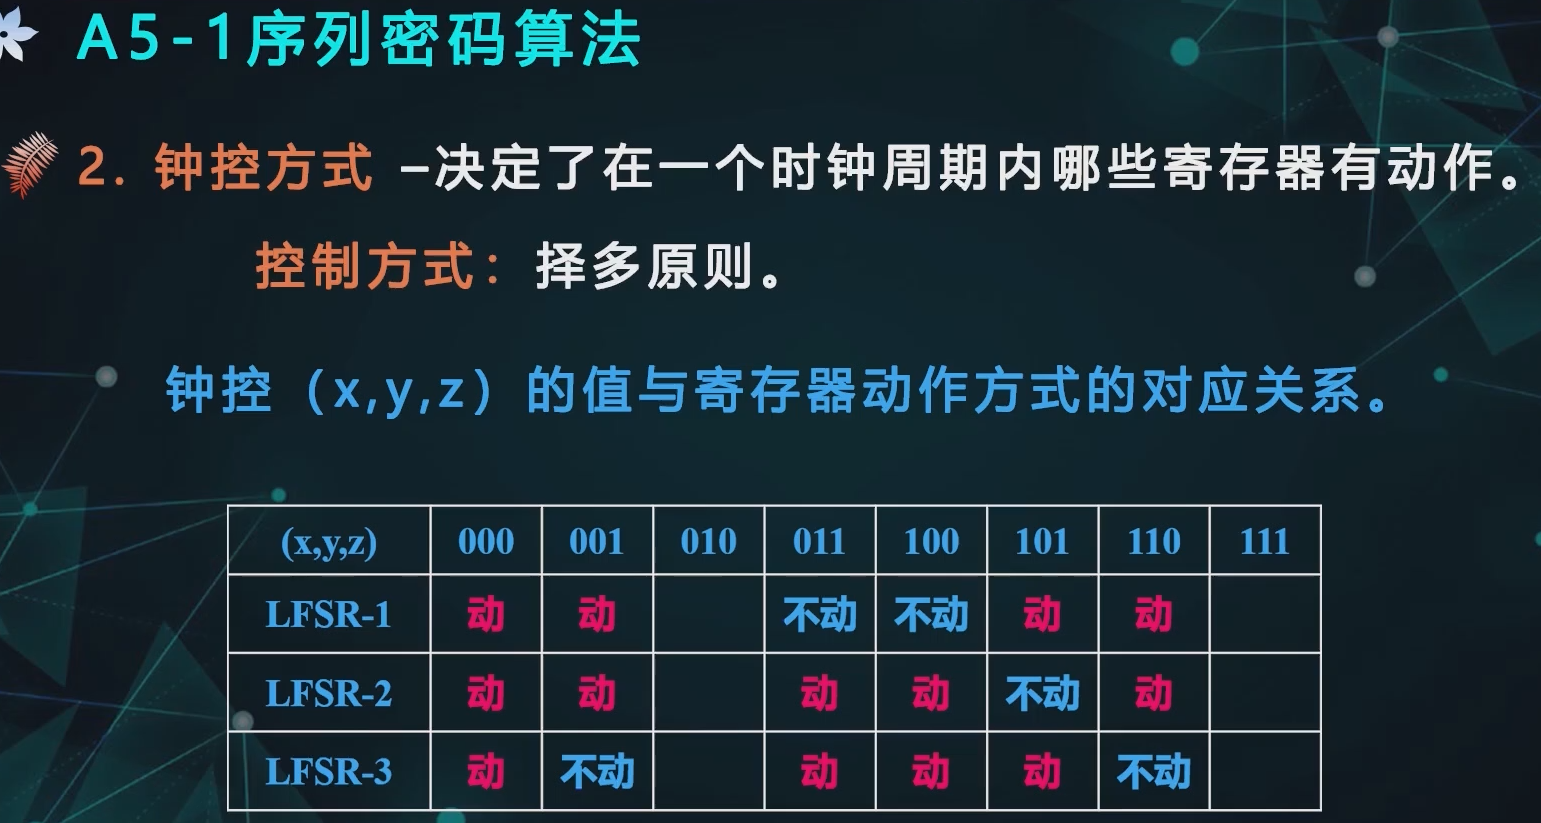 A5-1序列密码算法
2. 钟控方式 –决定了在一个时钟周期内哪些寄存器有动作。
控制方式：择多原则。
钟控（x,y,z）的值与寄存器动作方式的对应关系。
(x,y,z) 000 001 010 011 100 101 110 111
LFSR-1 动 动 不动 不动 动 动
LFSR-2 动 动 动 动 不动 动
LFSR-3 动 不动 动 动 动 不动